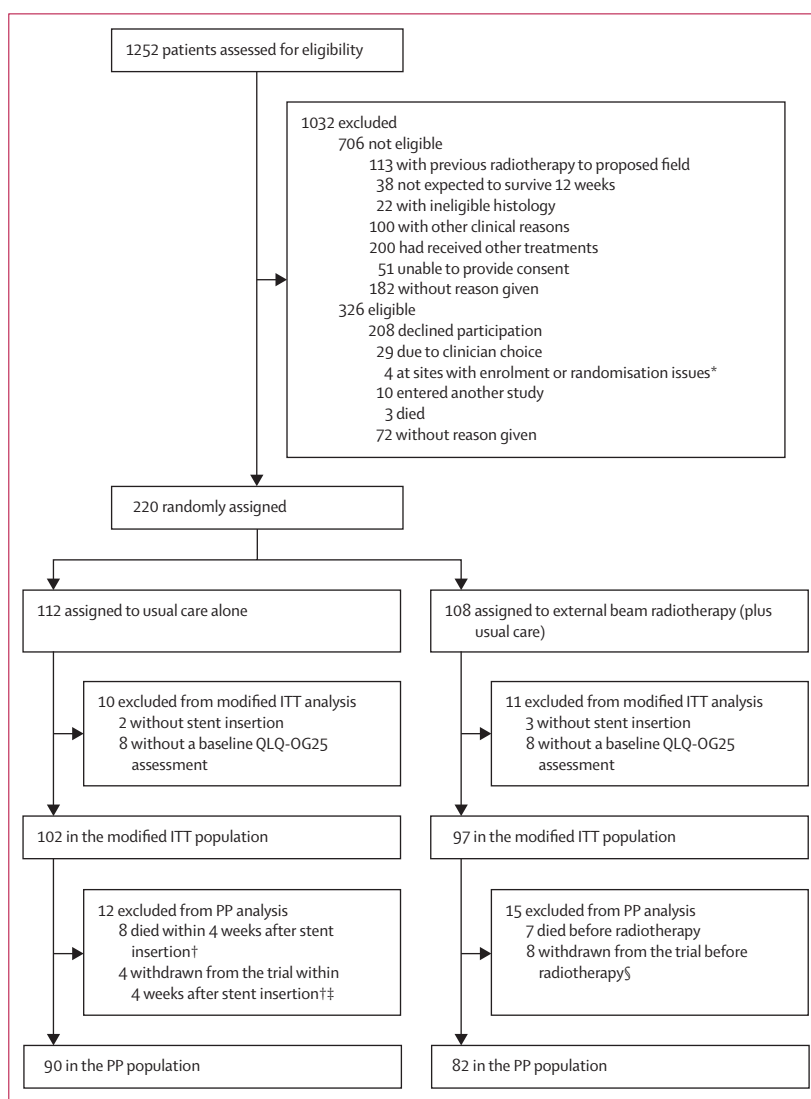 1252 patients assessed for eligibility
1032 excluded
706 not eligible
113 with previous radiotherapy to proposed field
38 not expected to survive 12 weeks
22 with ineligible histology
100 with other clinical reasons
200 had received other treatments
51 unable to provide consent
182 without reason given
326 eligible
208 declined participation
29 due to clinician choice
4 at sites with enrolment or randomisation issues*
10 entered another study
3 died
72 without reason given
220 randomly assigned
112 assigned to usual care alone
108 assigned to external beam radiotherapy (plus
usual care)
10 excluded from modified ITT analysis
2 without stent insertion
8 without a baseline QLQ-OG25
assessment
11 excluded from modified ITT analysis
3 without stent insertion
8 without a baseline QLQ-OG25
assessment
102 in the modified ITT population
97 in the modified ITT population
12 excluded from PP analysis
8 died within 4 weeks after stent
insertion†
4 withdrawn from the trial within
4 weeks after stent insertion†‡
15 excluded from PP analysis
7 died before radiotherapy
8 withdrawn from the trial before
radiotherapy§
90 in the PP population
82 in the PP population